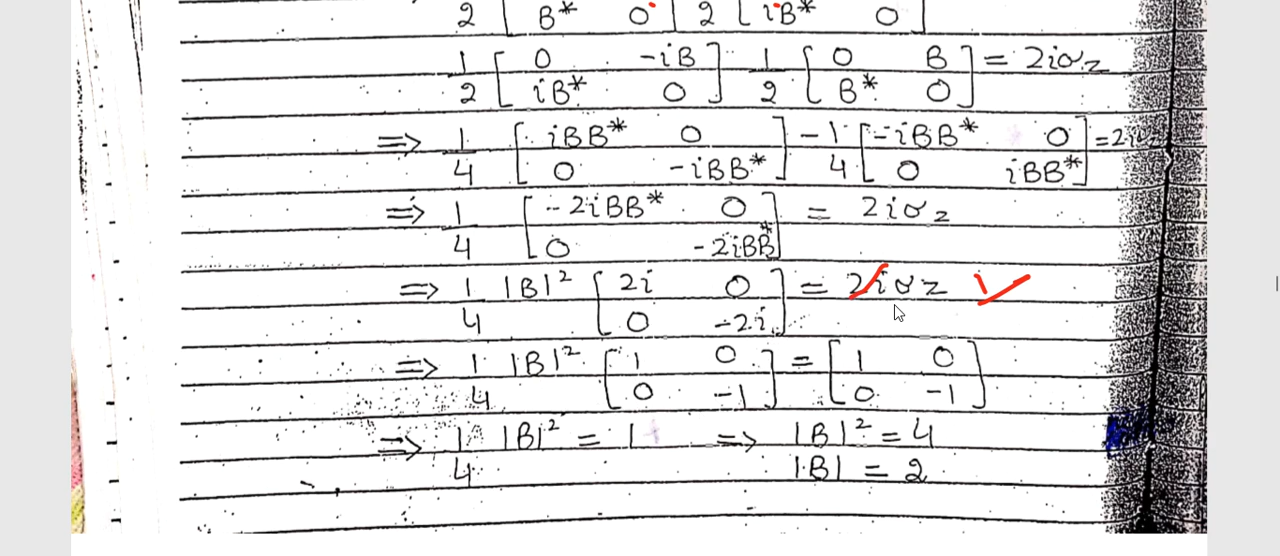 1/2 [ B* 0 ] 1/2 [ iB* 0 ]
1/2 [ 0 -iB ; iB* 0 ] 1/2 [ 0 B ; B* 0 ] = 2iσz
=> 1/4 [ iBB* 0 ; 0 -iBB* ] - 1/4 [ -iBB* 0 ; 0 iBB* ] = 2iσz
=> 1/4 [ -2iBB* 0 ; 0 -2iBB* ] = 2iσz
=> 1/4 |B|² [ 2i 0 ; 0 -2i ] = 2iσz ✓
=> 1/4 |B|² [ 1 0 ; 0 -1 ] = [ 1 0 ; 0 -1 ]
=> 1/4 |B|² = 1 => |B|² = 4
|B| = 2